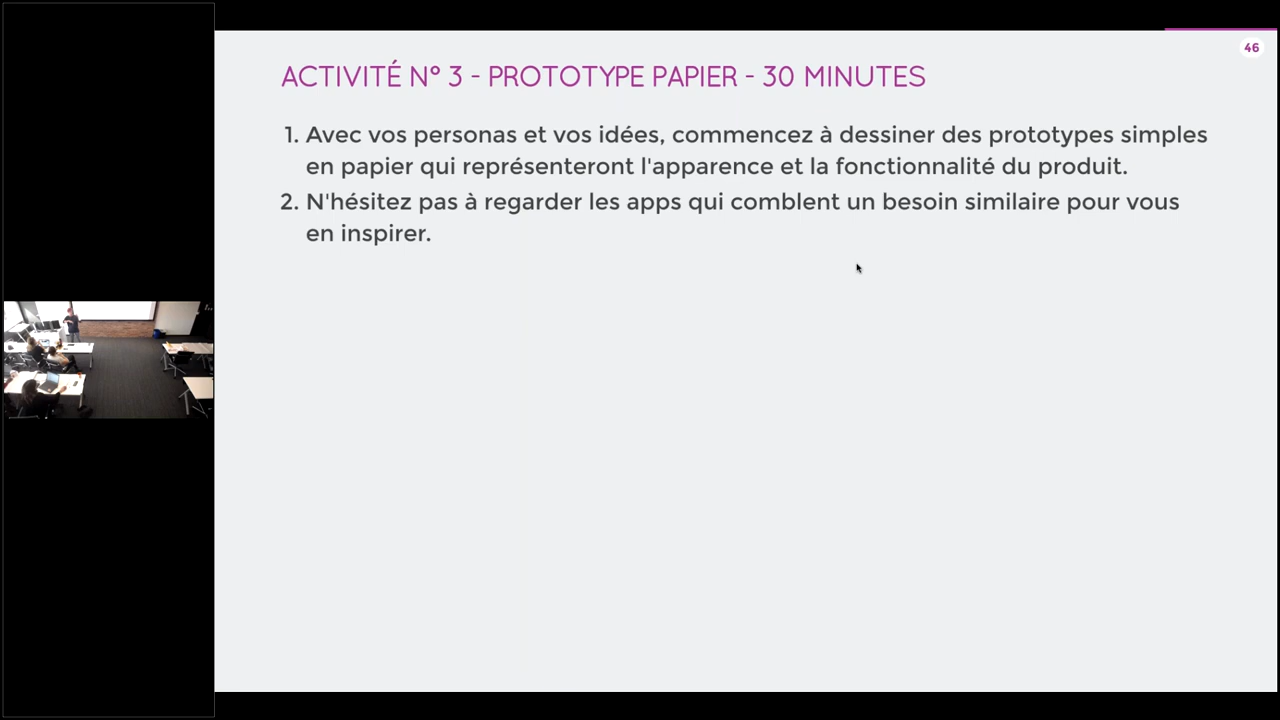 46
ACTIVITÉ N° 3 - PROTOTYPE PAPIER - 30 MINUTES
1. Avec vos personas et vos idées, commencez à dessiner des prototypes simples
en papier qui représenteront l'apparence et la fonctionnalité du produit.
2. N'hésitez pas à regarder les apps qui comblent un besoin similaire pour vous
en inspirer.